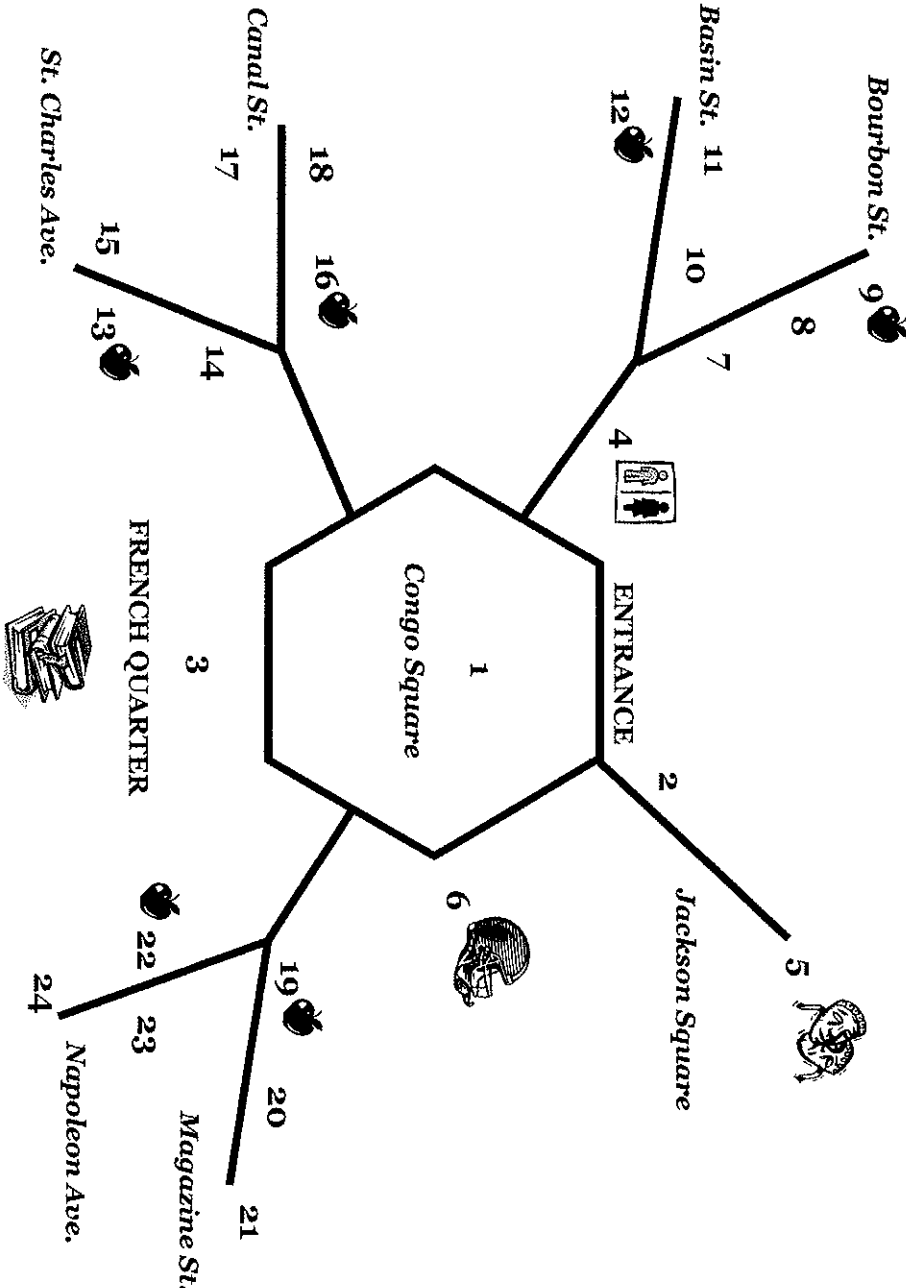 Bourbon St.
9
8
7
Basin St.
11
12
10
4
ENTRANCE
2
Jackson Square
5
Canal St.
18
17
16
1
Congo Square
6
St. Charles Ave.
15
13
14
3
FRENCH QUARTER
19
20
21
Magazine St.
22
23
24
Napoleon Ave.